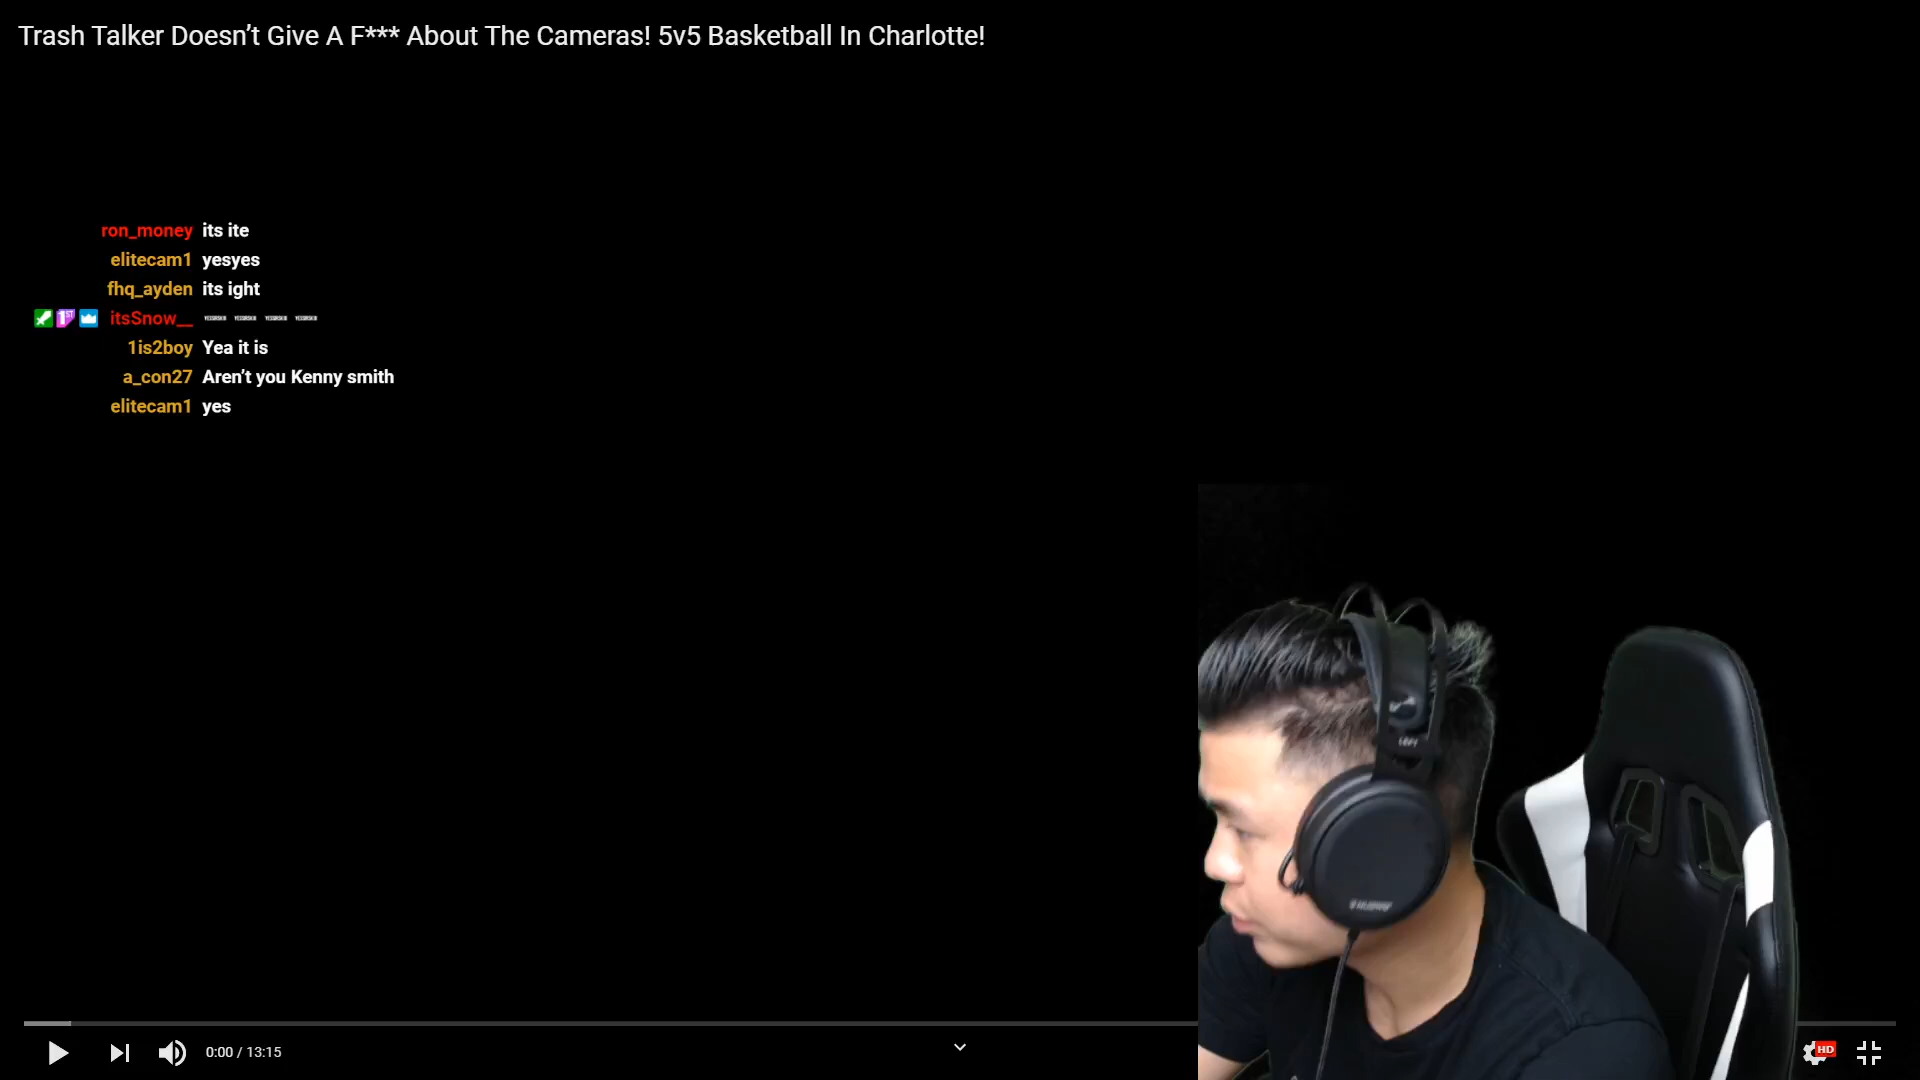 Trash Talker Doesn’t Give A F*** About The Cameras! 5v5 Basketball In Charlotte!
ron_money its ite
elitecam1 yesyes
fhq_ayden its ight
1ST itsSnow__
1is2boy Yea it is
a_con27 Aren’t you Kenny smith
elitecam1 yes
0:00 / 13:15
HD